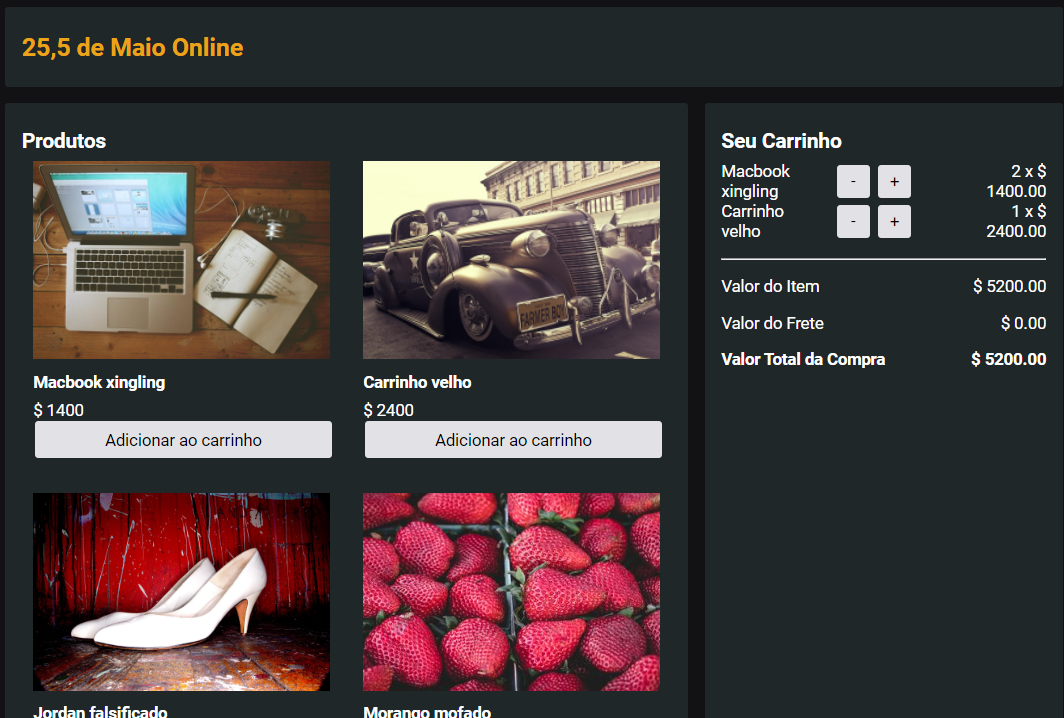 25,5 de Maio Online
Produtos
FARMER BOY
Macbook xingling
Carrinho velho
$ 1400
$ 2400
Adicionar ao carrinho
Adicionar ao carrinho
Jordan falsificado
Morango mofado
Seu Carrinho
Macbook
xingling
- +
2 x $
1400.00
Carrinho
velho
- +
1 x $
2400.00
Valor do Item $ 5200.00
Valor do Frete $ 0.00
Valor Total da Compra $ 5200.00